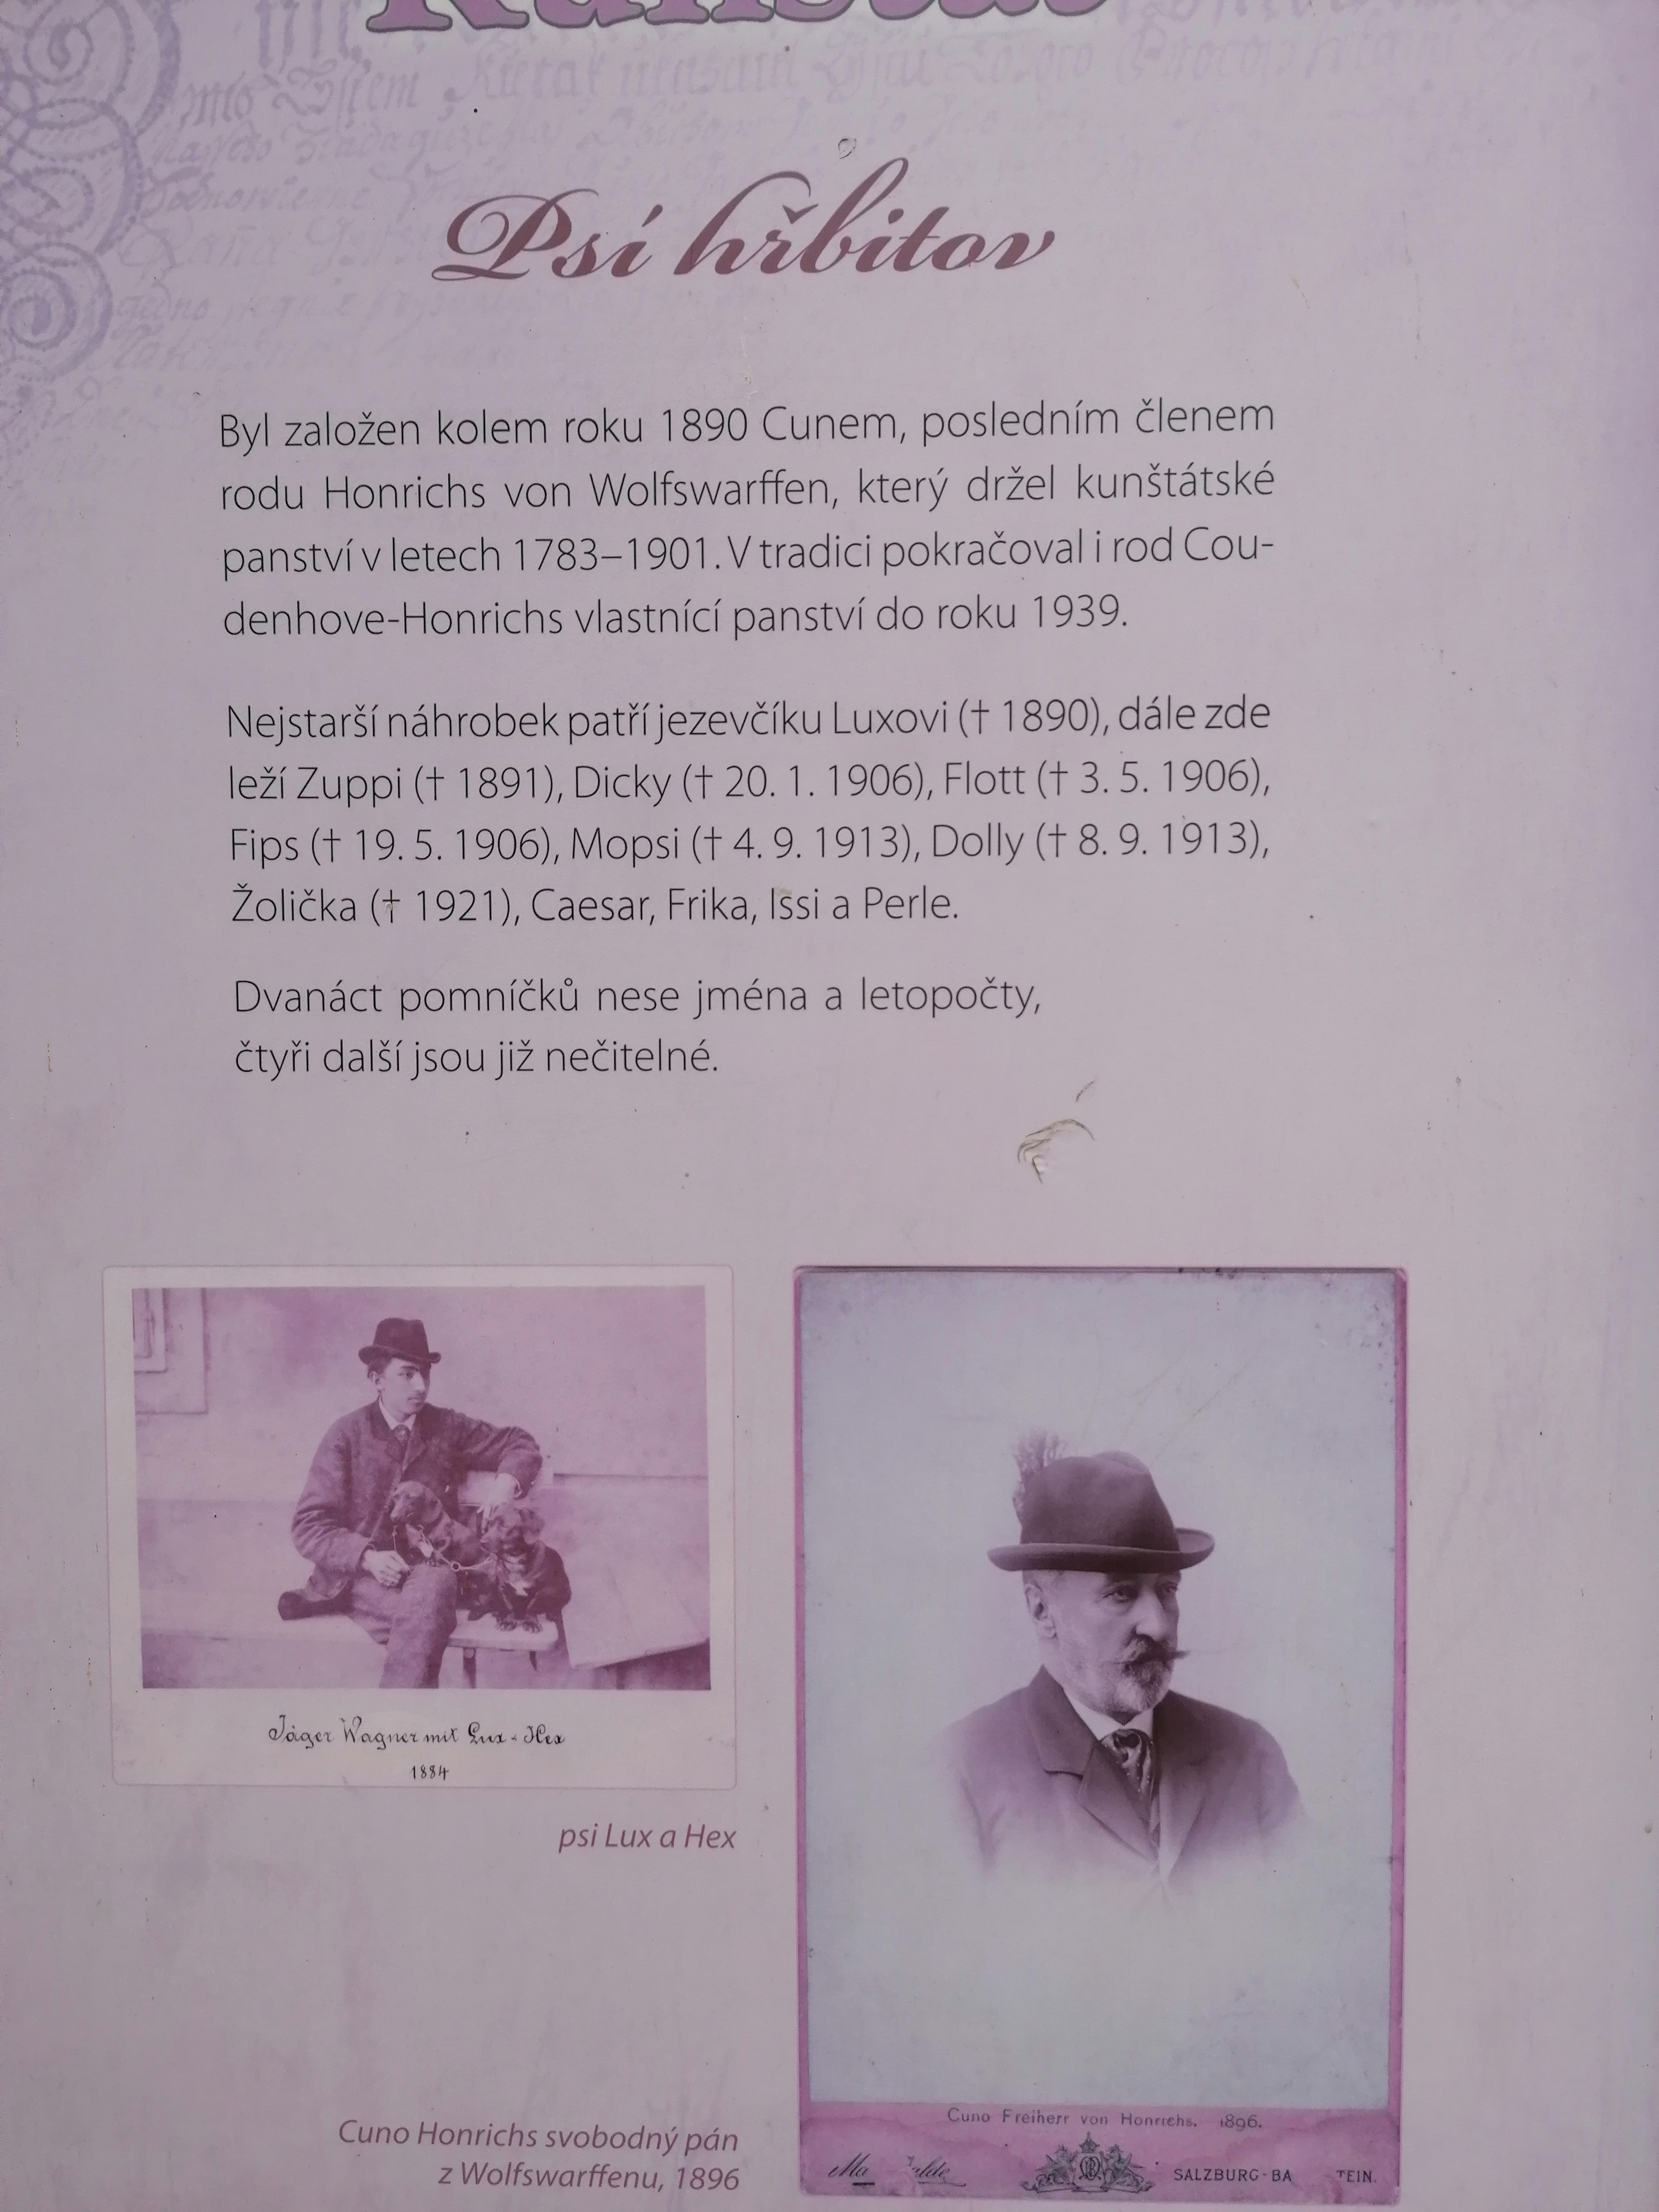 Psí hřbitov
Byl založen kolem roku 1890 Cunem, posledním členem
rodu Honrichs von Wolfswarffen, který držel kunštátské
panství v letech 1783–1901. V tradici pokračoval i rod Cou-
denhove-Honrichs vlastnící panství do roku 1939.
Nejstarší náhrobek patří jezevčíku Luxovi († 1890), dále zde
leží Zuppi († 1891), Dicky († 20. 1. 1906), Flott († 3. 5. 1906),
Fips († 19. 5. 1906), Mopsi († 4. 9. 1913), Dolly († 8. 9. 1913),
Žolička († 1921), Caesar, Frika, Issi a Perle.
Dvanáct pomníčků nese jména a letopočty,
čtyři další jsou již nečitelné.
Jäger Wagner mit Lux - Hex
1884
psi Lux a Hex
Cuno Freiherr von Honrichs. 1896.
SALZBURG-BA TEIN.
Cuno Honrichs svobodný pán
z Wolfswarffenu, 1896